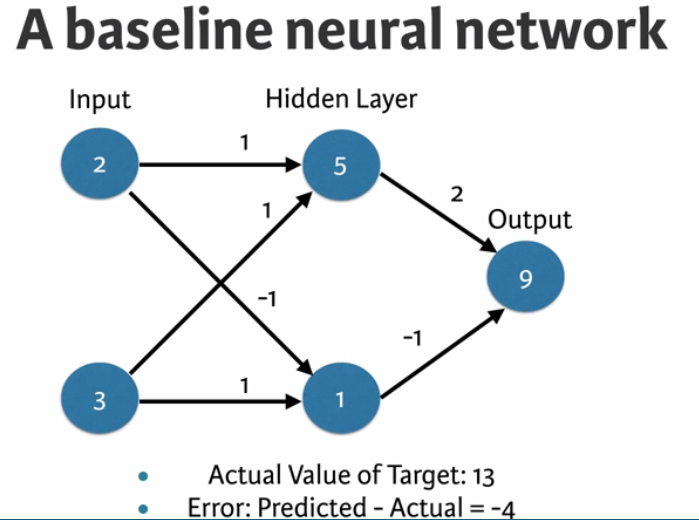 A baseline neural network
Input
Hidden Layer
1
2
5
1
2
Output
9
-1
-1
1
3
1
• Actual Value of Target: 13
• Error: Predicted - Actual = -4